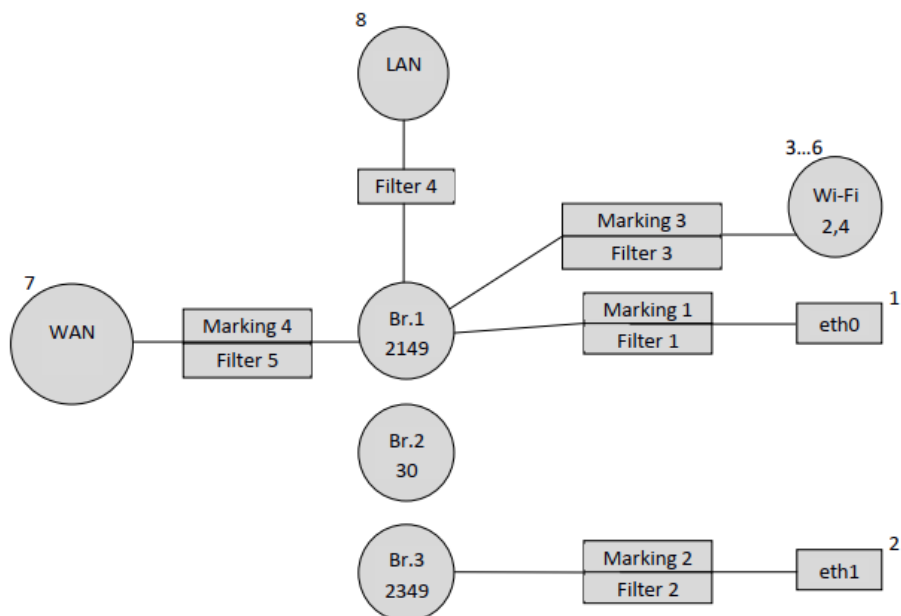 8
LAN
Filter 4
3...6
Wi-Fi
2,4
Marking 3
Filter 3
7
WAN
Marking 4
Filter 5
Br.1
2149
Marking 1
Filter 1
1
eth0
Br.2
30
Br.3
2349
Marking 2
Filter 2
2
eth1